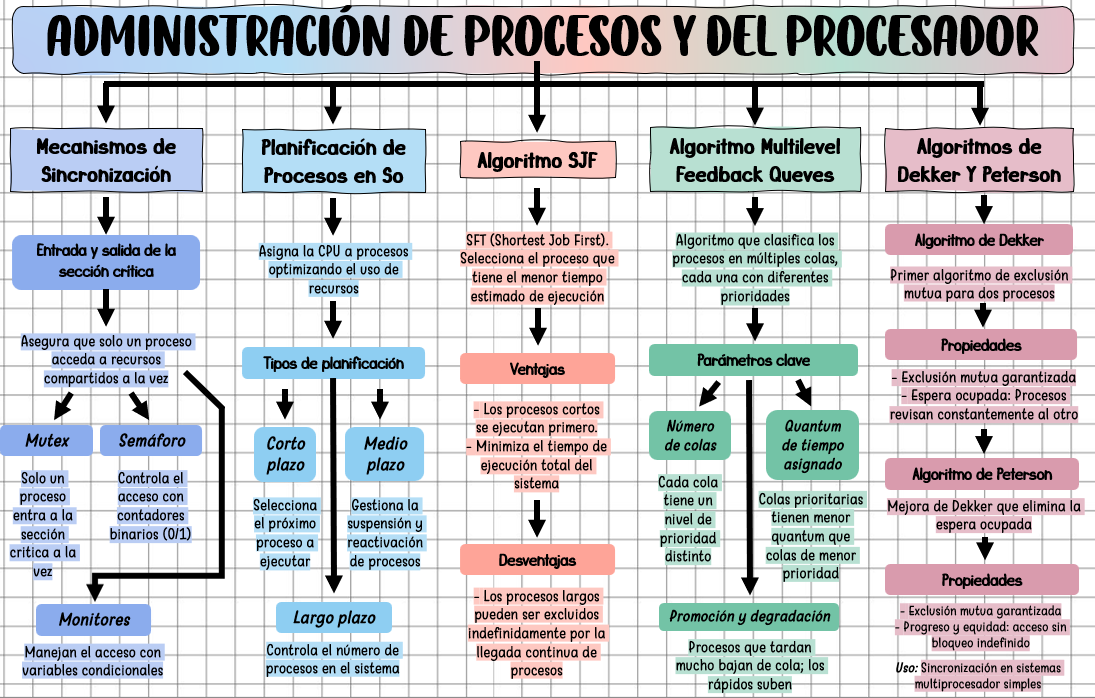 ADMINISTRACIÓN DE PROCESOS Y DEL PROCESADOR
Mecanismos de
Sincronización
Entrada y salida de la
sección critica
Asegura que solo un proceso
acceda a recursos
compartidos a la vez
Mutex
Solo un
proceso
entra a la
sección
critica a la
vez
Semáforo
Controla el
acceso con
contadores
binarios (0/1)
Monitores
Manejan el acceso con
variables condicionales
Planificación de
Procesos en So
Asigna la CPU a procesos
optimizando el uso de
recursos
Tipos de planificación
Corto
plazo
Selecciona
el próximo
proceso a
ejecutar
Medio
plazo
Gestiona la
suspensión y
reactivación
de procesos
Largo plazo
Controla el número de
procesos en el sistema
Algoritmo SJF
SFT (Shortest Job First).
Selecciona el proceso que
tiene el menor tiempo
estimado de ejecución
Ventajas
- Los procesos cortos
se ejecutan primero.
- Minimiza el tiempo de
ejecución total del
sistema
Desventajas
- Los procesos largos
pueden ser excluidos
indefinidamente por la
llegada continua de
procesos
Algoritmo Multilevel
Feedback Queves
Algoritmo que clasifica los
procesos en múltiples colas,
cada una con diferentes
prioridades
Parámetros clave
Número
de colas
Cada cola
tiene un
nivel de
prioridad
distinto
Quantum
de tiempo
asignado
Colas prioritarias
tienen menor
quantum que
colas de menor
prioridad
Promoción y degradación
Procesos que tardan
mucho bajan de cola; los
rápidos suben
Algoritmos de
Dekker Y Peterson
Algoritmo de Dekker
Primer algoritmo de exclusión
mutua para dos procesos
Propiedades
- Exclusión mutua garantizada
- Espera ocupada: Procesos
revisan constantemente al otro
Algoritmo de Peterson
Mejora de Dekker que elimina la
espera ocupada
Propiedades
- Exclusión mutua garantizada
- Progreso y equidad: acceso sin
bloqueo indefinido
Uso: Sincronización en sistemas
multiprocesador simples